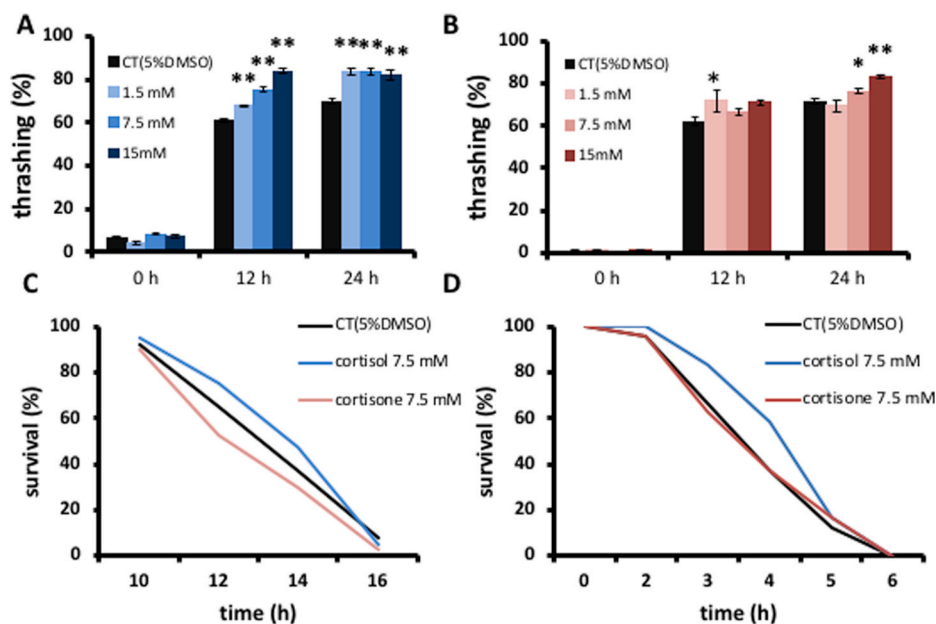 A
100
80
60
40
20
0
thrashing (%)
CT(5%DMSO)
1.5 mM
7.5 mM
15mM
**
**
**
** ** **
0 h 12 h 24 h
B
100
80
60
40
20
0
thrashing (%)
CT(5%DMSO)
1.5 mM
7.5 mM
15mM
*
*
**
0 h 12 h 24 h
C
100
80
60
40
20
0
survival (%)
CT(5%DMSO)
cortisol 7.5 mM
cortisone 7.5 mM
10 12 14 16
time (h)
D
100
80
60
40
20
0
survival (%)
CT(5%DMSO)
cortisol 7.5 mM
cortisone 7.5 mM
0 2 3 4 5 6
time (h)